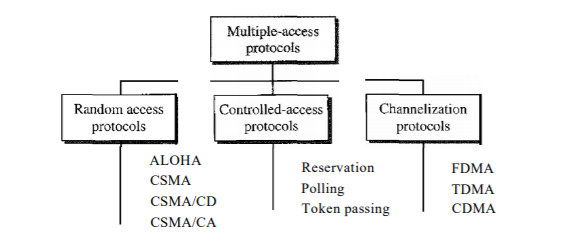 Multiple-access
protocols
Random access
protocols
Controlled-access
protocols
Channelization
protocols
ALOHA
CSMA
CSMA/CD
CSMA/CA
Reservation
Polling
Token passing
FDMA
TDMA
CDMA